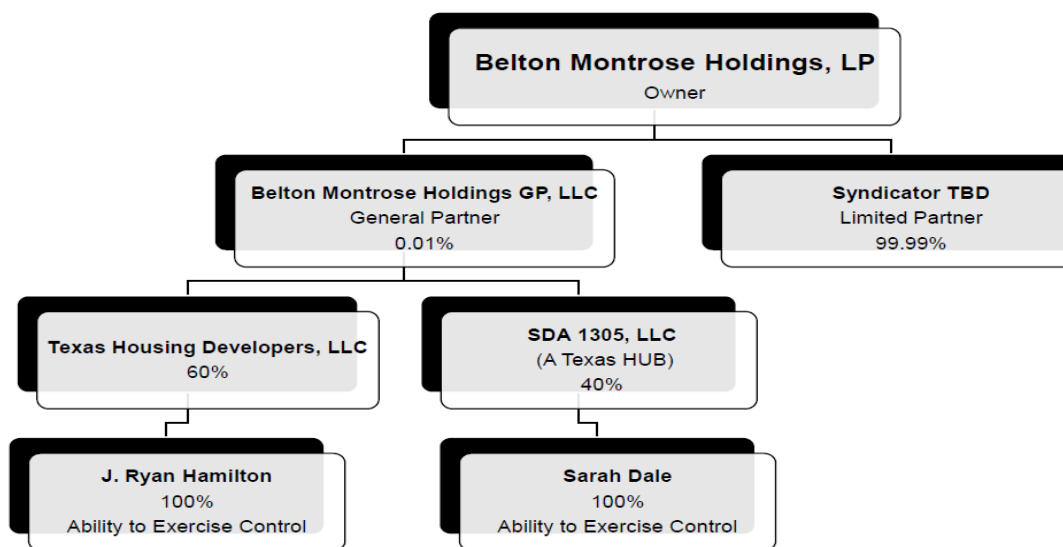 Belton Montrose Holdings, LP
Owner
Belton Montrose Holdings GP, LLC
General Partner
0.01%
Syndicator TBD
Limited Partner
99.99%
Texas Housing Developers, LLC
60%
SDA 1305, LLC
(A Texas HUB)
40%
J. Ryan Hamilton
100%
Ability to Exercise Control
Sarah Dale
100%
Ability to Exercise Control